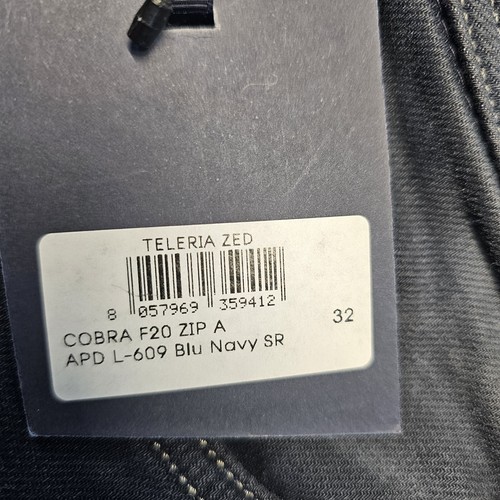 TELERIA ZED
8 057969 359412
COBRA F20 ZIP A
32
APD L-609 Blu Navy SR